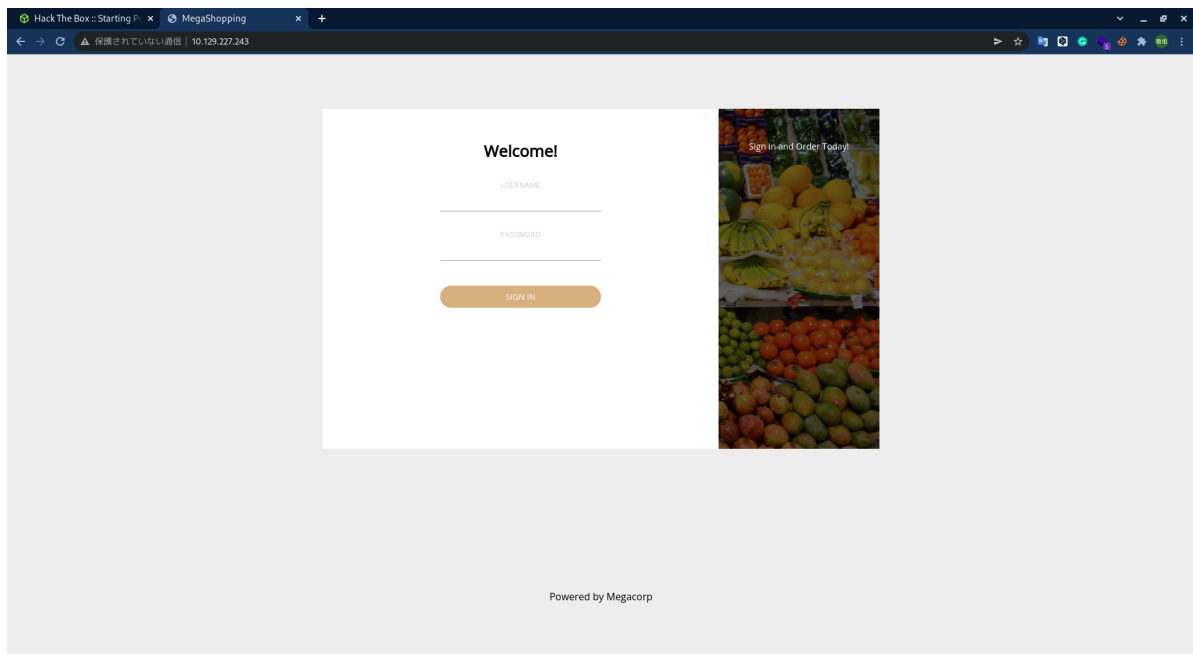 Hack The Box :: Starting P
MegaShopping
保護されていない通信 | 10.129.227.243
Welcome!
Sign In and Order Today!
USERNAME
PASSWORD
SIGN IN
Powered by Megacorp